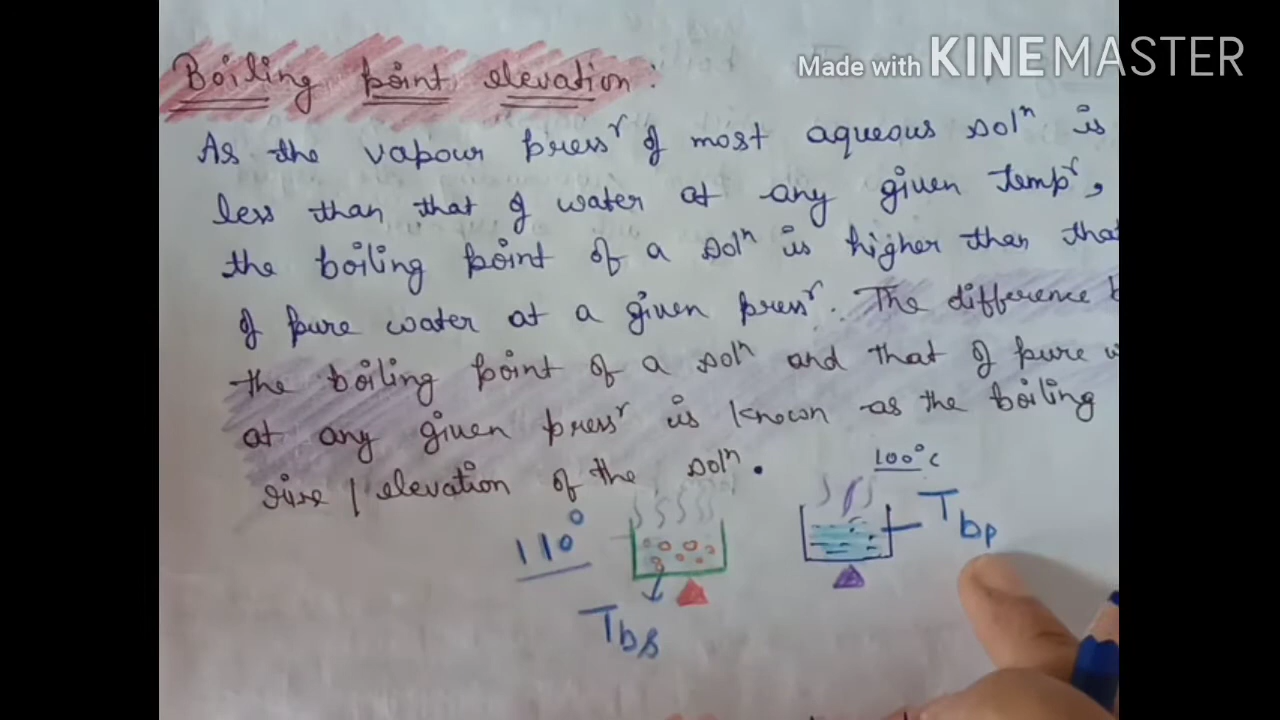 Made with KINEMASTER
Boiling point elevation :
As the vapour pressʳ of most aqueous solⁿ is
less than that of water at any given tempʳ,
the boiling point of a solⁿ is higher than that
of pure water at a given pressʳ. The difference
the boiling point of a solⁿ and that of pure
at any given pressʳ is known as the boiling
rise / elevation of the solⁿ.
100°C
110°
Tbp
Tbs